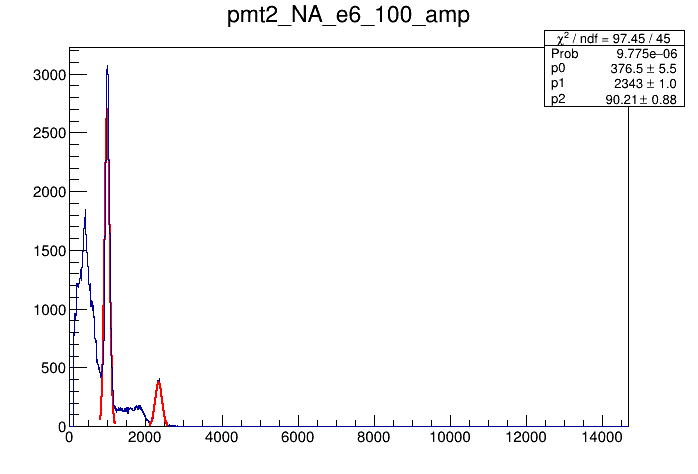 pmt2_NA_e6_100_amp
χ² / ndf = 97.45 / 45
Prob 9.775e−06
p0 376.5 ± 5.5
p1 2343 ± 1.0
p2 90.21 ± 0.88
3000
2500
2000
1500
1000
500
0
0 2000 4000 6000 8000 10000 12000 14000